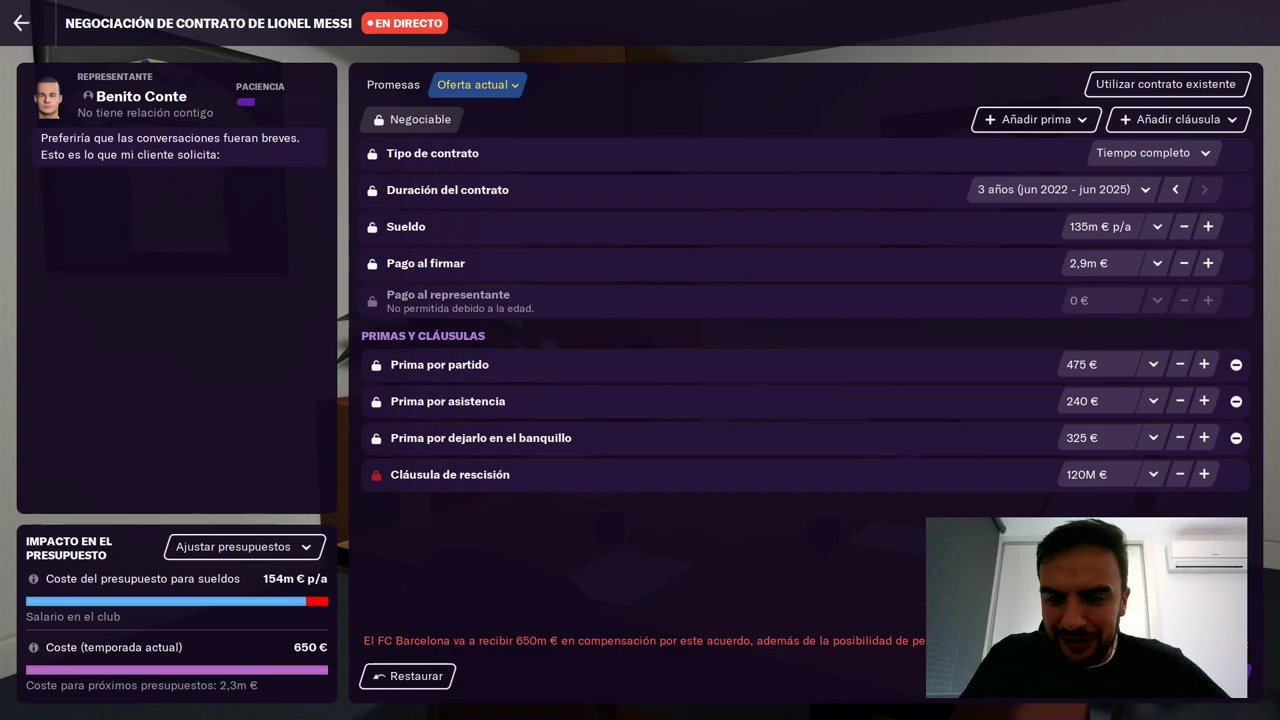 NEGOCIACIÓN DE CONTRATO DE LIONEL MESSI
EN DIRECTO
REPRESENTANTE
Benito Conte
No tiene relación contigo
PACIENCIA
Preferiría que las conversaciones fueran breves.
Esto es lo que mi cliente solicita:
Promesas
Oferta actual
Utilizar contrato existente
Negociable
+ Añadir prima
+ Añadir cláusula
Tipo de contrato
Tiempo completo
Duración del contrato
3 años (jun 2022 - jun 2025)
Sueldo
135m € p/a
Pago al firmar
2,9m €
Pago al representante
No permitida debido a la edad.
0 €
PRIMAS Y CLÁUSULAS
Prima por partido
475 €
Prima por asistencia
240 €
Prima por dejarlo en el banquillo
325 €
Cláusula de rescisión
120M €
IMPACTO EN EL
PRESUPUESTO
Ajustar presupuestos
Coste del presupuesto para sueldos
154m € p/a
Salario en el club
Coste (temporada actual)
650 €
Coste para próximos presupuestos: 2,3m €
El FC Barcelona va a recibir 650m € en compensación por este acuerdo, además de la posibilidad de pe
Restaurar